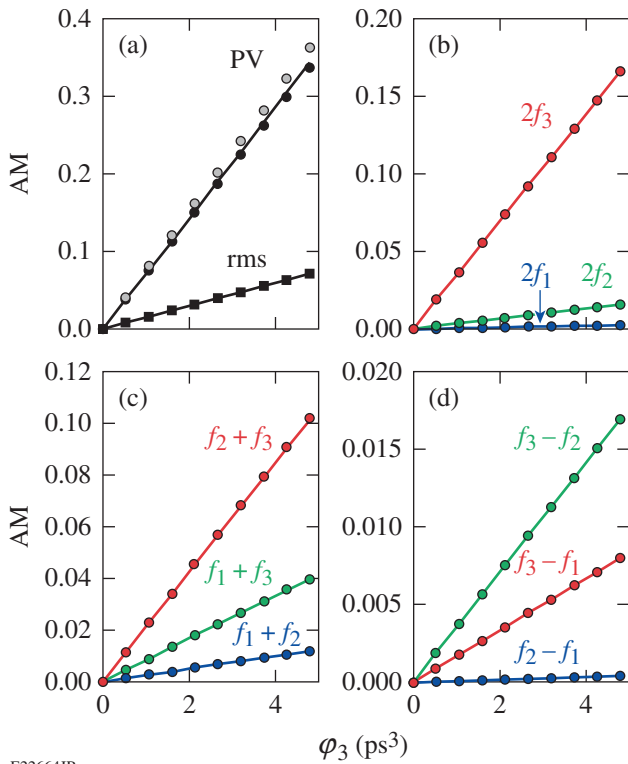 0.4
0.3
0.2
0.1
0.0
AM
(a)
PV
rms
0.20
0.15
0.10
0.05
0.00
(b)
2f3
2f1
2f2
0.12
0.10
0.08
0.06
0.04
0.02
0.00
0
2
4
AM
(c)
f2 + f3
f1 + f3
f1 + f2
0.020
0.015
0.010
0.005
0.000
0
2
4
(d)
f3 – f2
f3 – f1
f2 – f1
φ3 (ps3)